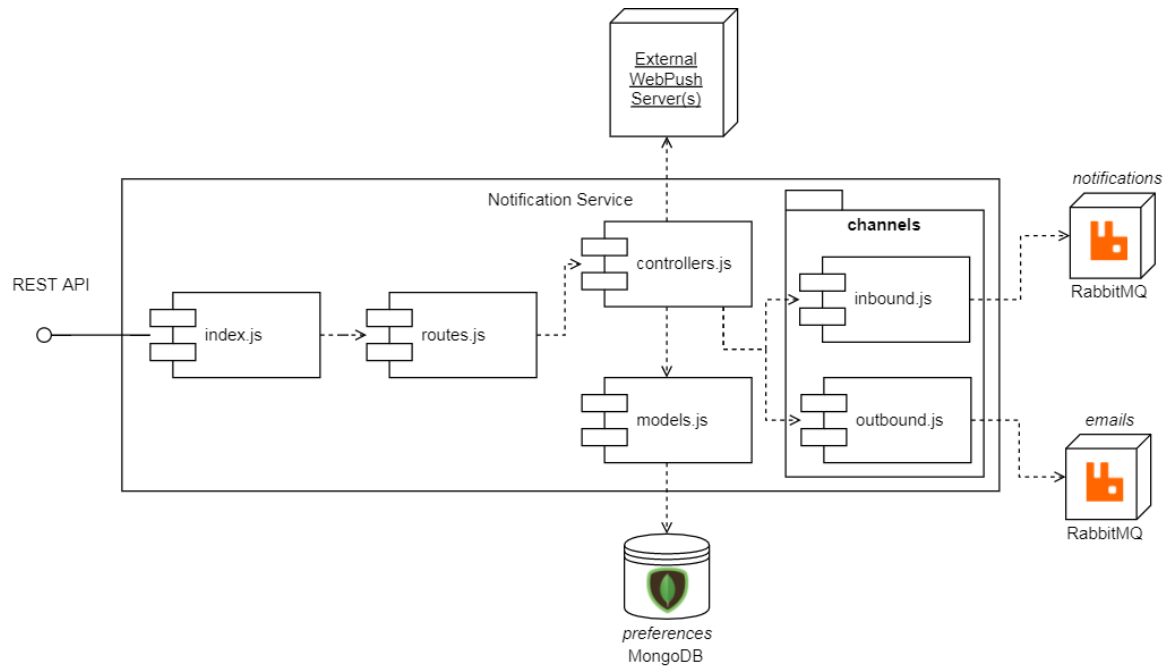 External
WebPush
Server(s)
notifications
Notification Service
channels
controllers.js
REST API
inbound.js
RabbitMQ
index.js
routes.js
models.js
outbound.js
emails
RabbitMQ
preferences
MongoDB